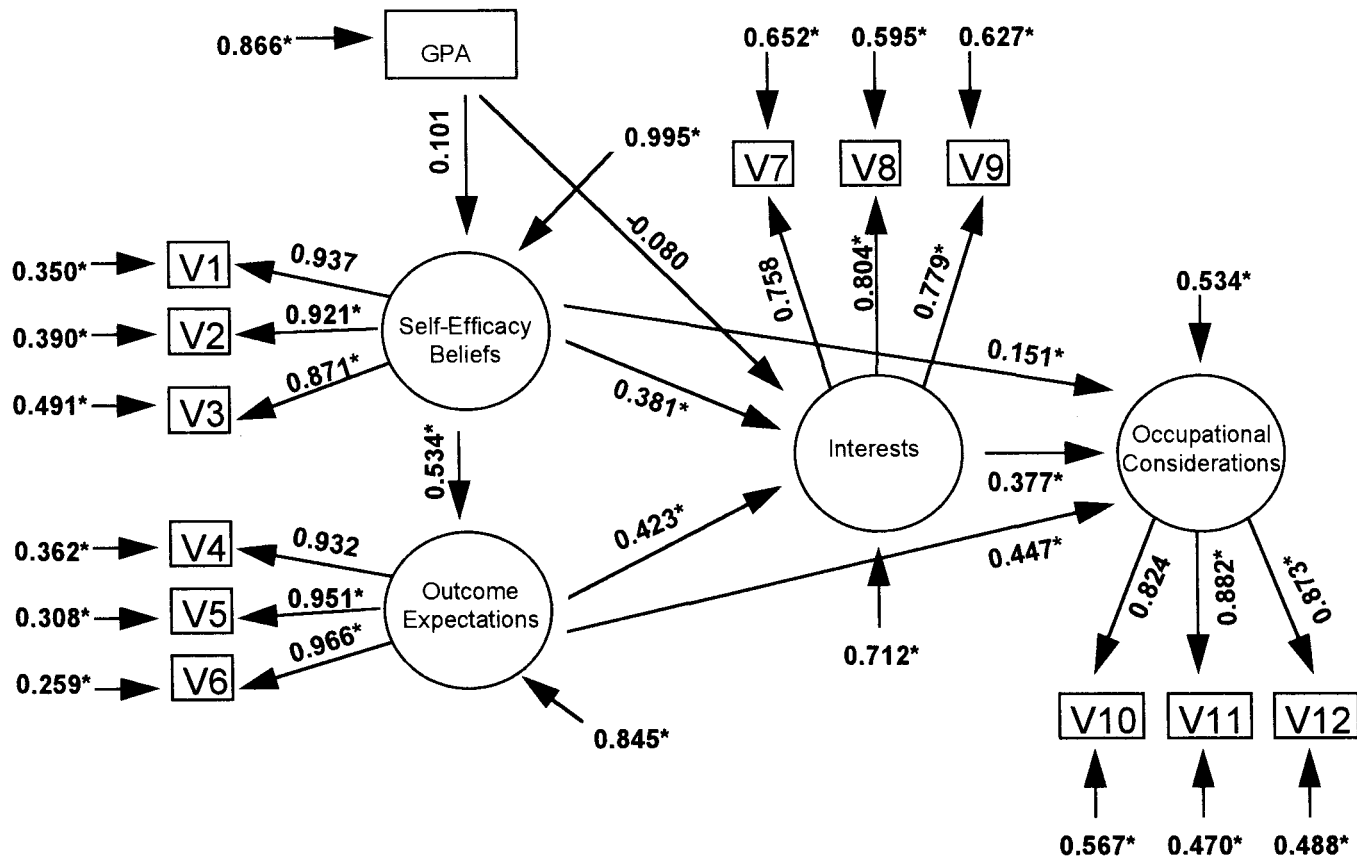 0.866*
GPA
0.652*
0.595*
0.627*
0.101
0.995*
V7
V8
V9
-0.080
0.350*
V1
0.937
0.390*
V2
0.921*
0.491*
V3
0.871*
Self-Efficacy
Beliefs
0.758
0.804*
0.779*
0.534*
0.151*
0.381*
0.534*
Interests
0.377*
Occupational
Considerations
0.423*
0.447*
0.362*
V4
0.932
0.308*
V5
0.951*
0.259*
V6
0.966*
Outcome
Expectations
0.845*
0.712*
0.824
0.882*
0.873*
V10
V11
V12
0.567*
0.470*
0.488*